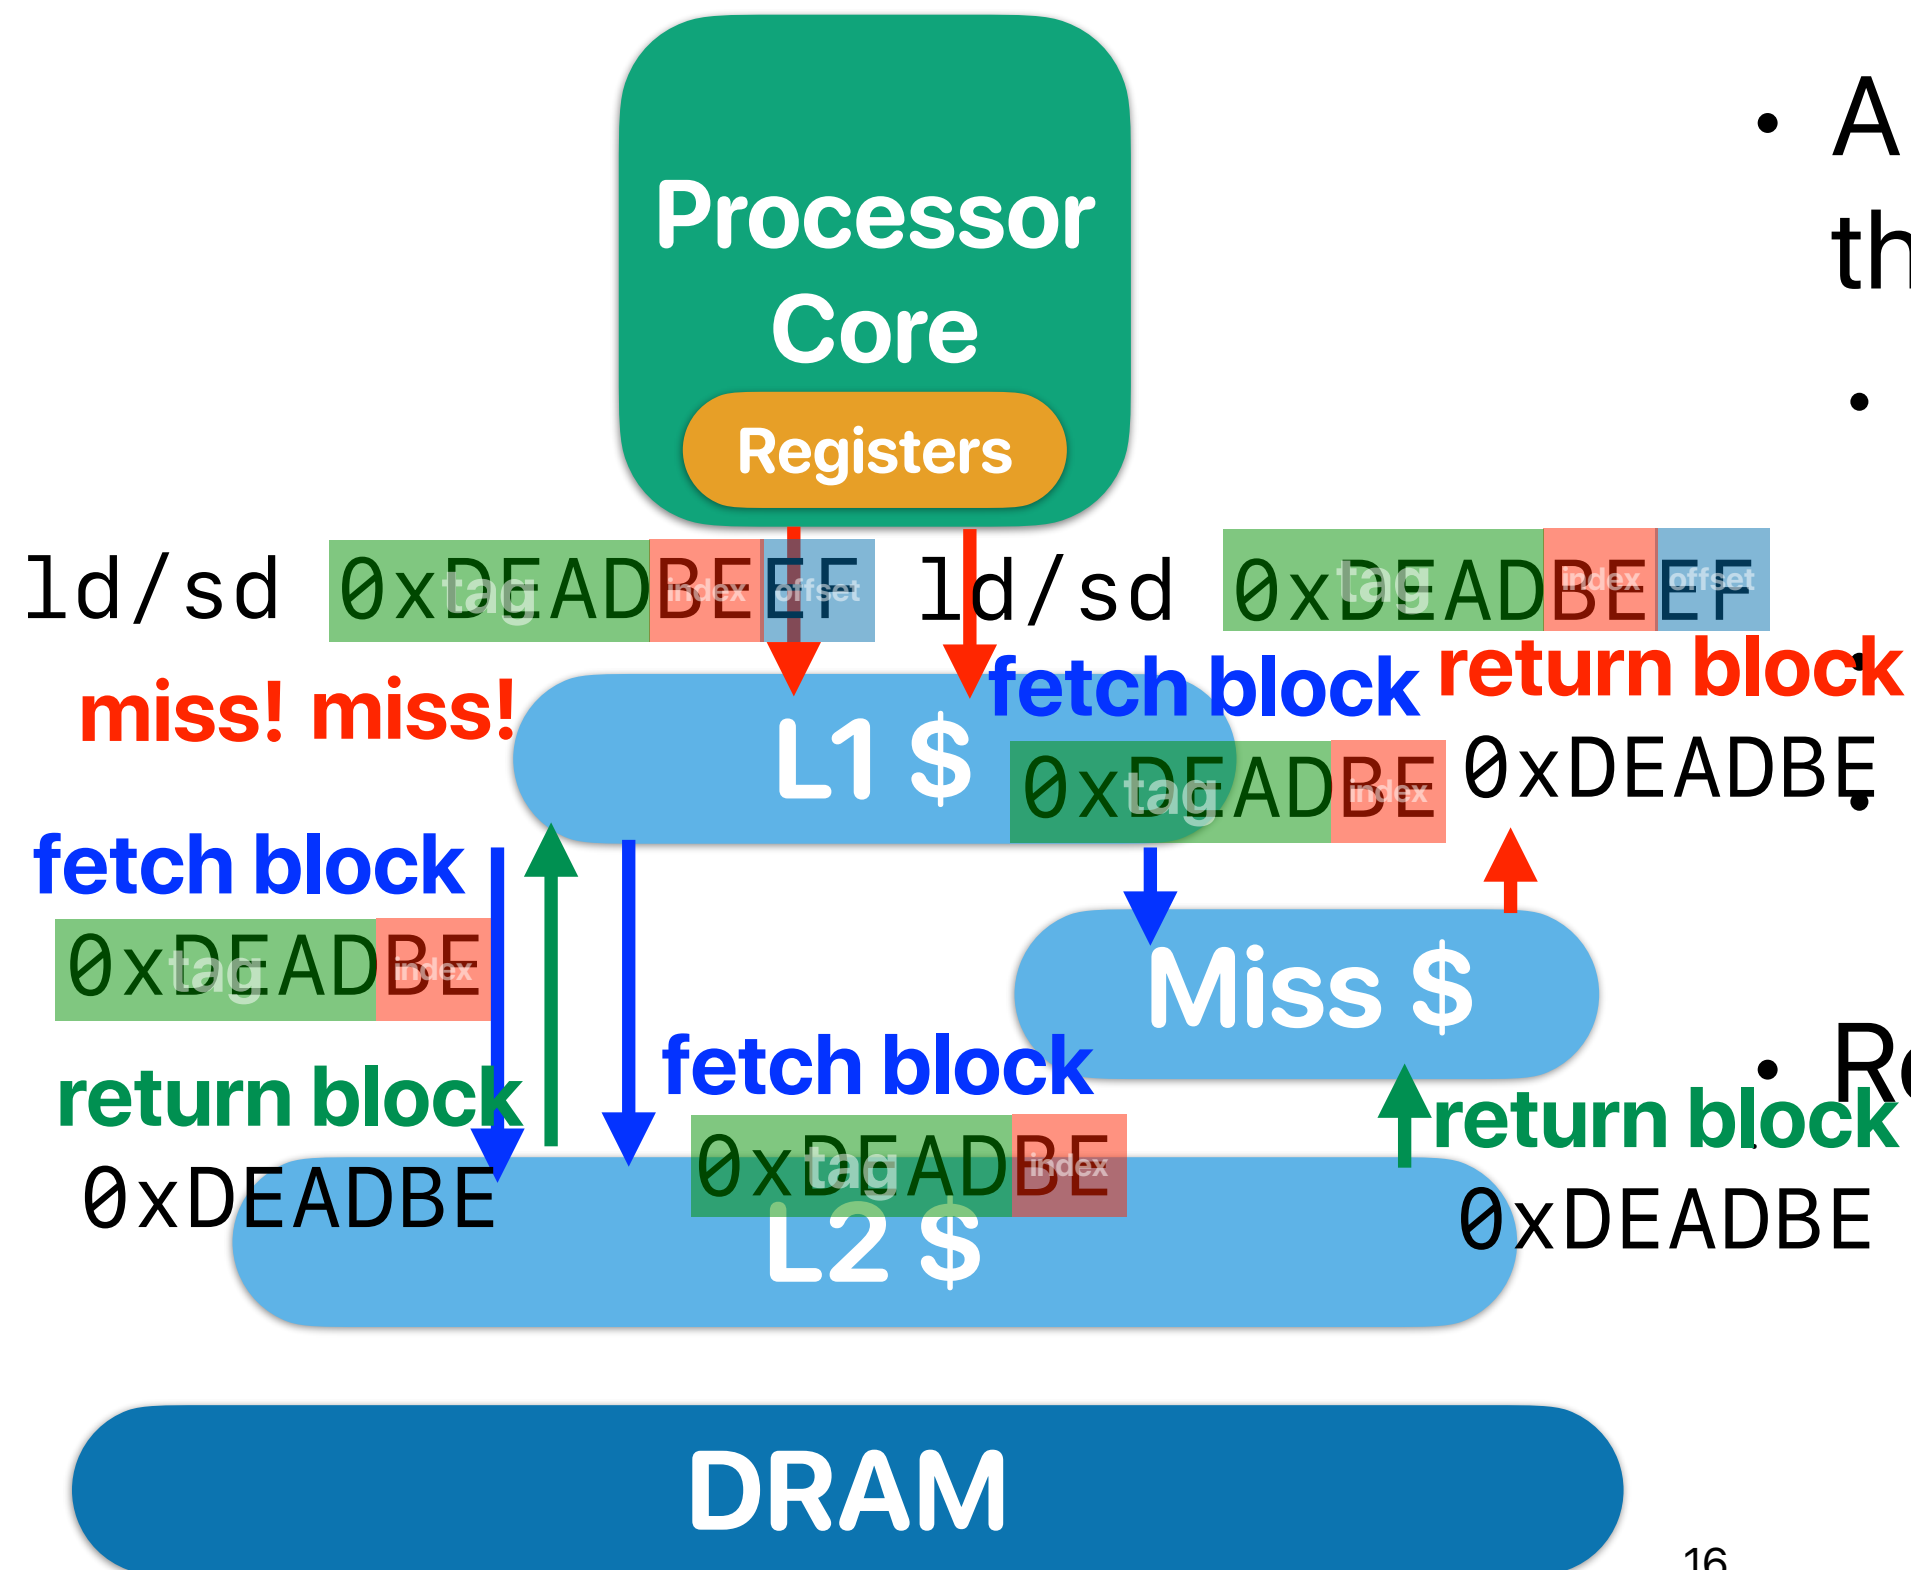 Processor
Core
Registers
• A
th
•
ld/sd 0xDEADBEEF
tag index offset
ld/sd 0xDEADBEEF
tag index offset
miss! miss!
L1 $
fetch block
0xDEADBE
tag index
return block
0xDEADBE
•
•
fetch block
0xDEADBE
tag index
Miss $
return block
0xDEADBE
fetch block
0xDEADBE
tag index
L2 $
• Re
return block
0xDEADBE
DRAM
16